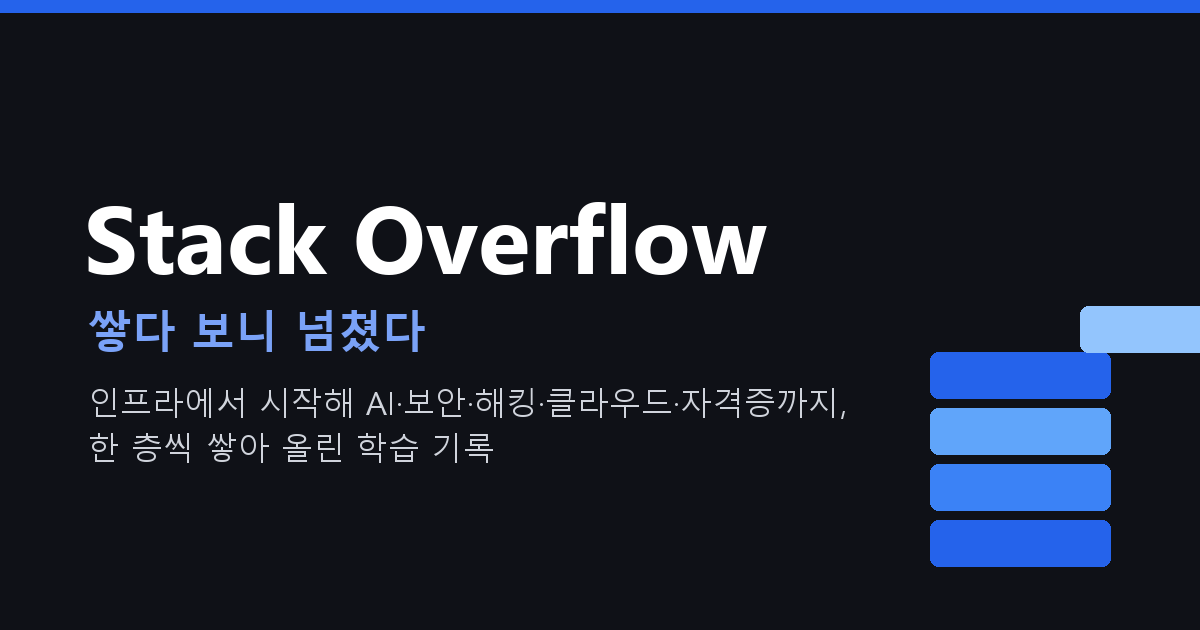 Stack Overflow
쌓다 보니 넘쳤다
인프라에서 시작해 AI·보안·해킹·클라우드·자격증까지,
한 층씩 쌓아 올린 학습 기록